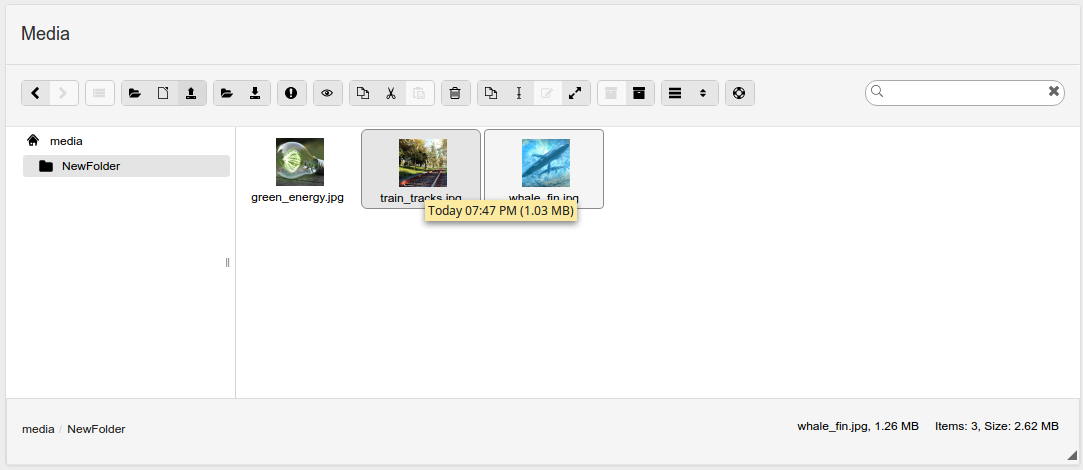 Media
media
NewFolder
green_energy.jpg
train_tracks.jpg
whale_fin.jpg
Today 07:47 PM (1.03 MB)
media / NewFolder
whale_fin.jpg, 1.26 MB Items: 3, Size: 2.62 MB